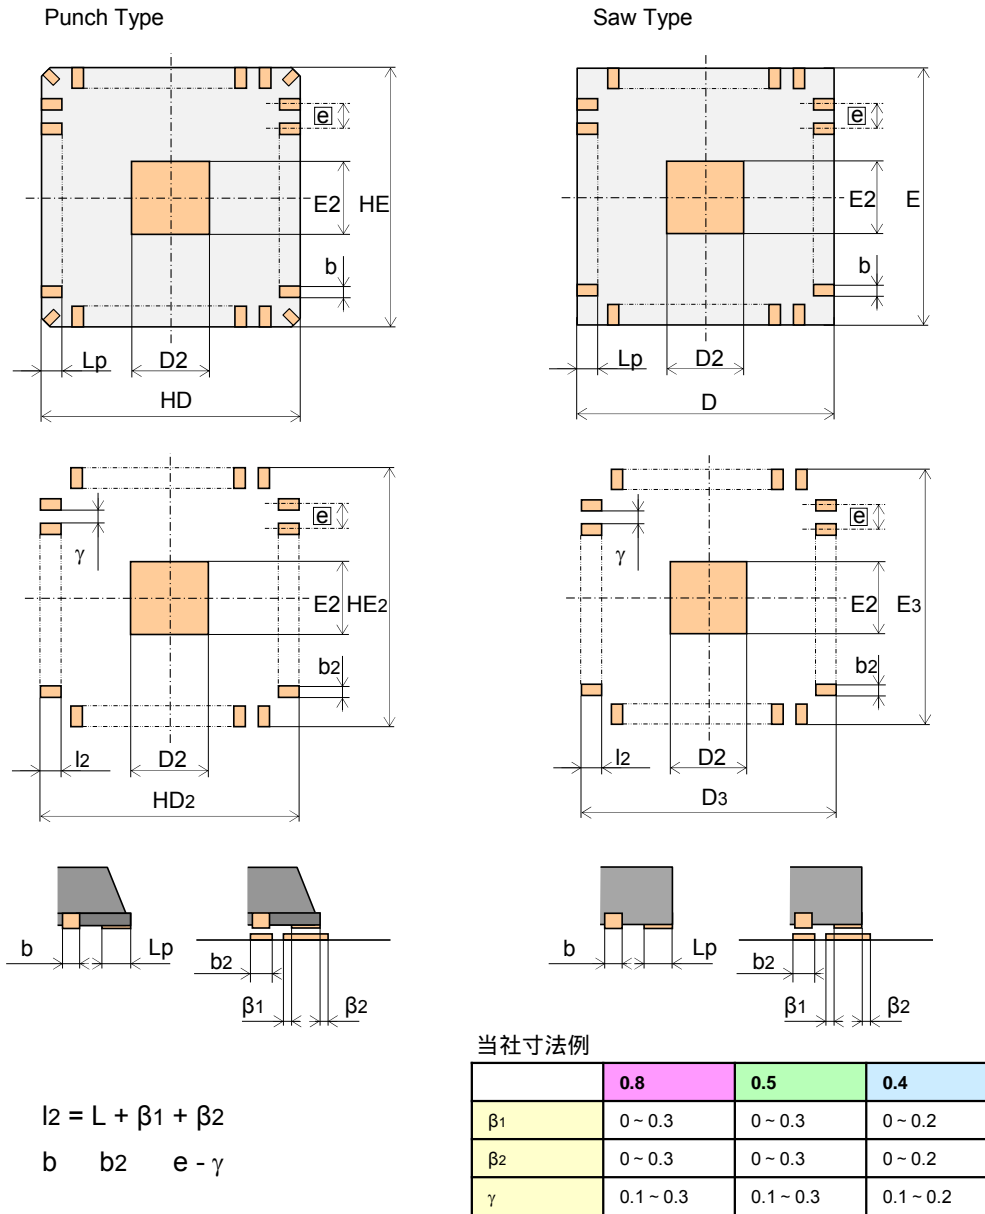 Punch Type
Saw Type
e
E2
HE
b
Lp
D2
HD
e
E2
E
b
Lp
D2
D
e
γ
E2
HE2
b2
l2
D2
HD2
e
γ
E2
E3
b2
l2
D2
D3
b
Lp
b2
β1
β2
b
Lp
b2
β1
β2
l2 = L + β1 + β2
b b2 e - γ
当社寸法例
0.8 0.5 0.4
β1 0 ~ 0.3 0 ~ 0.3 0 ~ 0.2
β2 0 ~ 0.3 0 ~ 0.3 0 ~ 0.2
γ 0.1 ~ 0.3 0.1 ~ 0.3 0.1 ~ 0.2